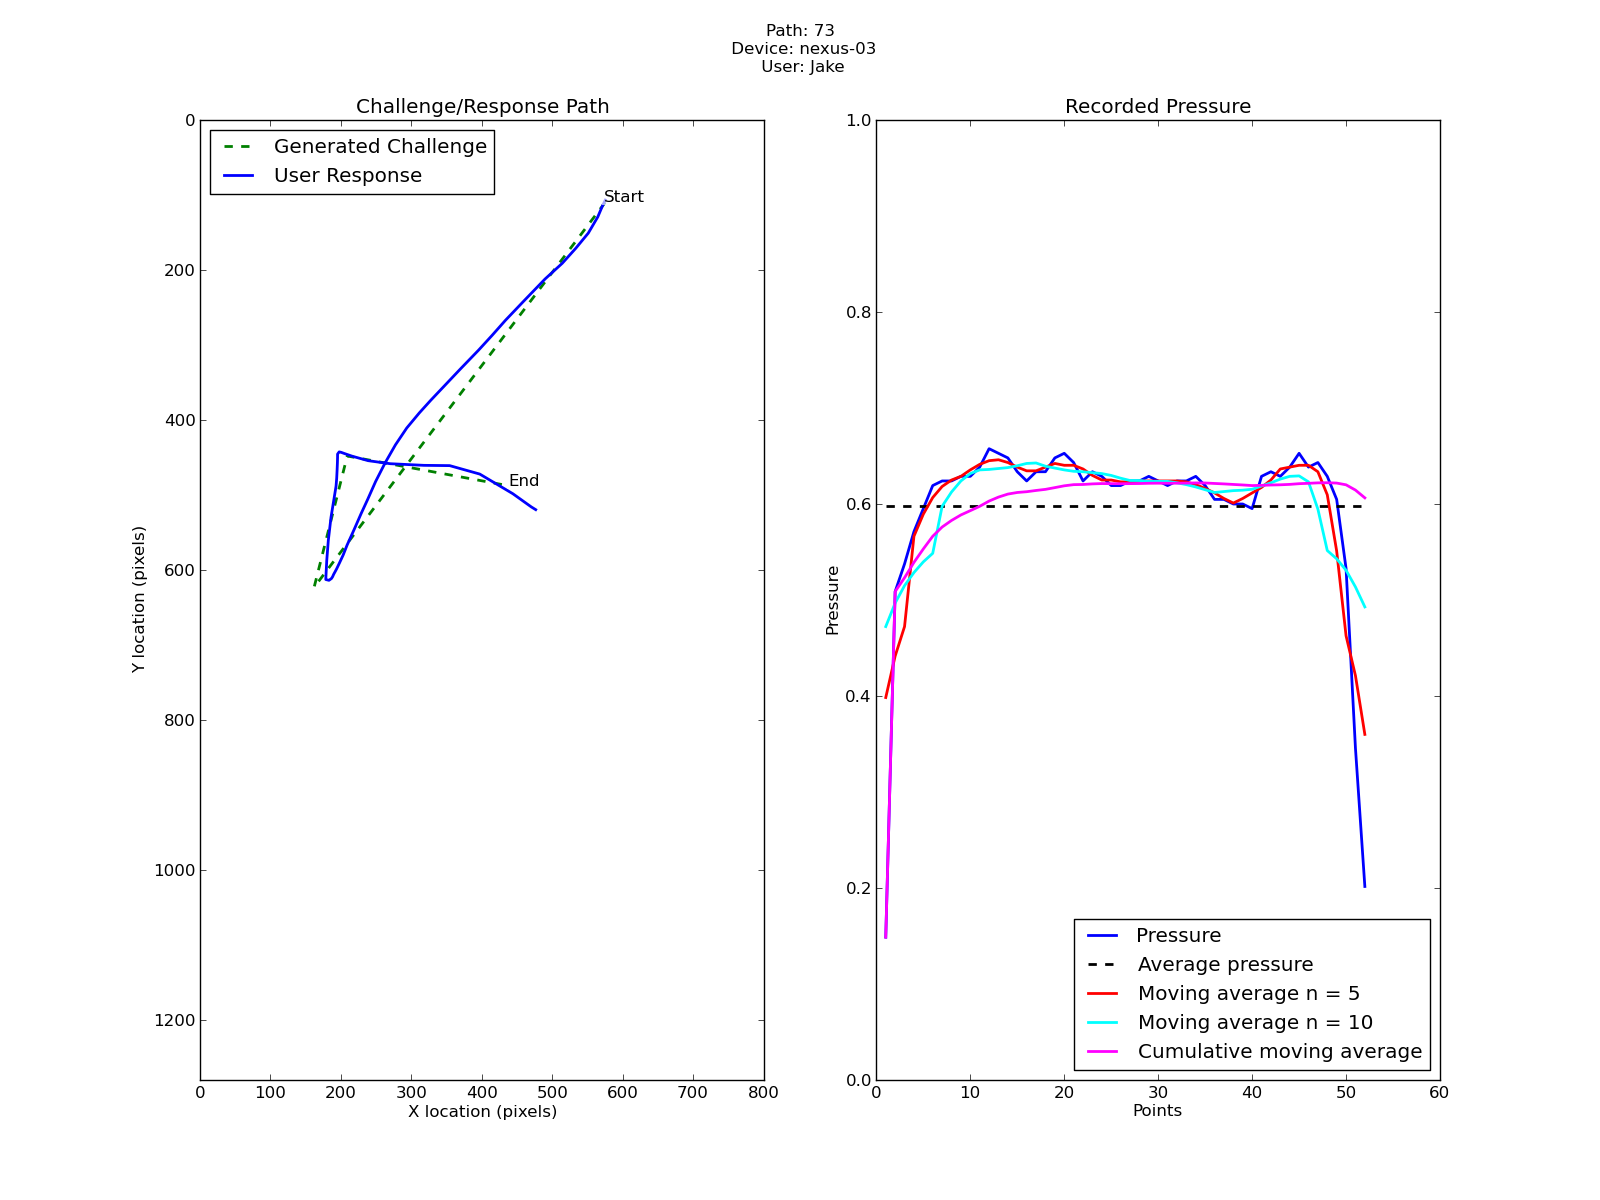 Path: 73
Device: nexus-03
User: Jake
Challenge/Response Path
Generated Challenge
User Response
Start
End
0
200
400
600
800
1000
1200
Y location (pixels)
0 100 200 300 400 500 600 700 800
X location (pixels)
Recorded Pressure
1.0
0.8
0.6
0.4
0.2
0.0
Pressure
Pressure
Average pressure
Moving average n = 5
Moving average n = 10
Cumulative moving average
0 10 20 30 40 50 60
Points